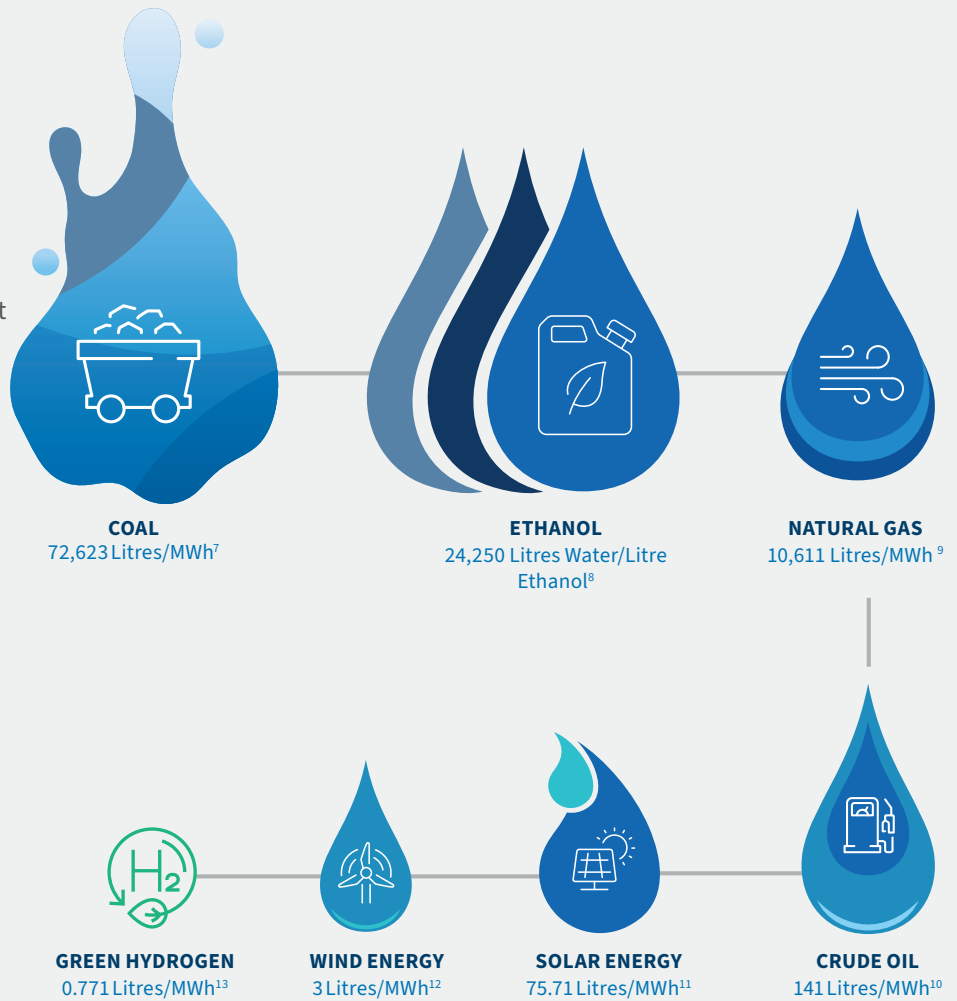 t
COAL
72,623 Litres/MWh⁷
ETHANOL
24,250 Litres Water/Litre
Ethanol⁸
NATURAL GAS
10,611 Litres/MWh ⁹
H₂
GREEN HYDROGEN
0.771 Litres/MWh¹³
WIND ENERGY
3 Litres/MWh¹²
SOLAR ENERGY
75.71 Litres/MWh¹¹
CRUDE OIL
141 Litres/MWh¹⁰